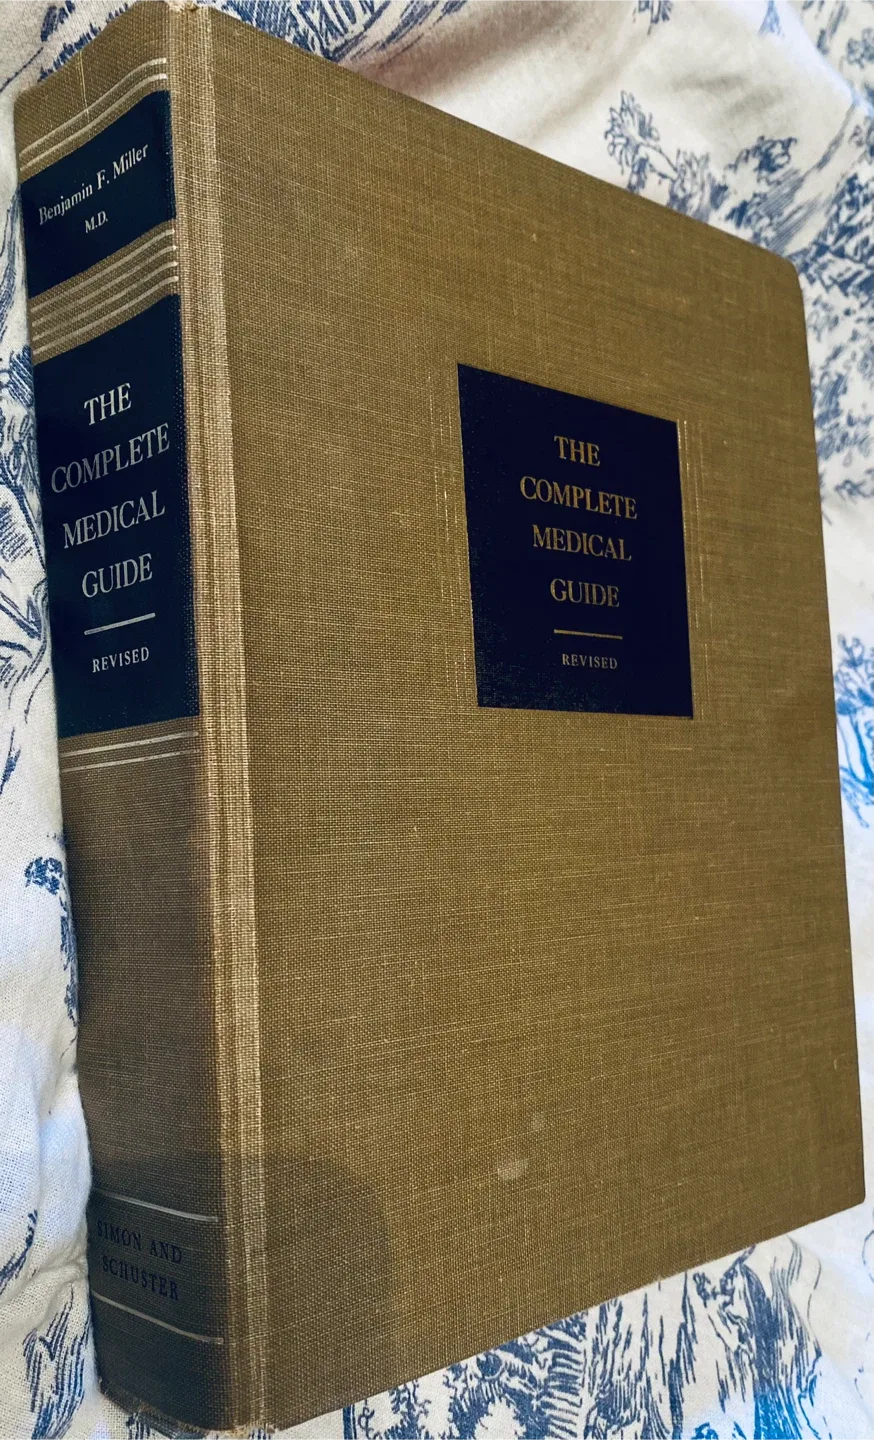 Benjamin F. Miller
M.D.
THE
COMPLETE
MEDICAL
GUIDE
REVISED
SIMON AND
SCHUSTER
THE
COMPLETE
MEDICAL
GUIDE
REVISED